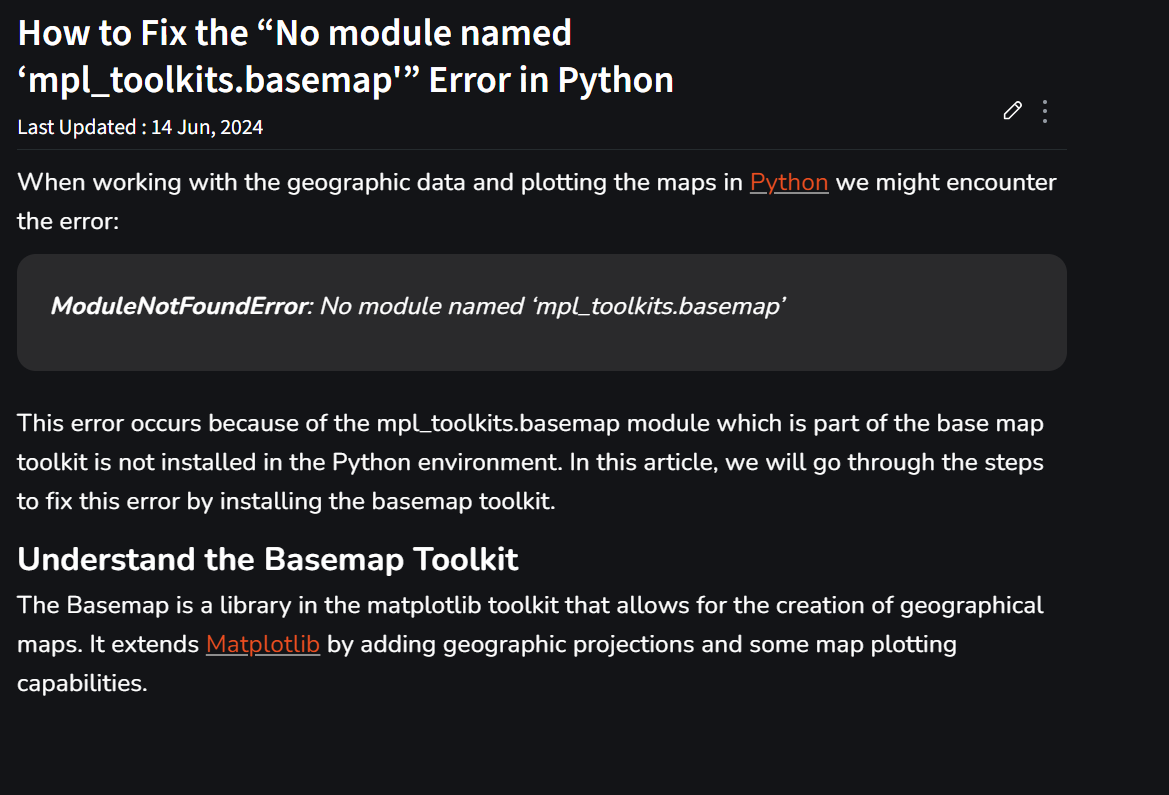 How to Fix the “No module named
‘mpl_toolkits.basemap'” Error in Python
Last Updated : 14 Jun, 2024
When working with the geographic data and plotting the maps in Python we might encounter
the error:
ModuleNotFoundError: No module named ‘mpl_toolkits.basemap’
This error occurs because of the mpl_toolkits.basemap module which is part of the base map
toolkit is not installed in the Python environment. In this article, we will go through the steps
to fix this error by installing the basemap toolkit.
Understand the Basemap Toolkit
The Basemap is a library in the matplotlib toolkit that allows for the creation of geographical
maps. It extends Matplotlib by adding geographic projections and some map plotting
capabilities.